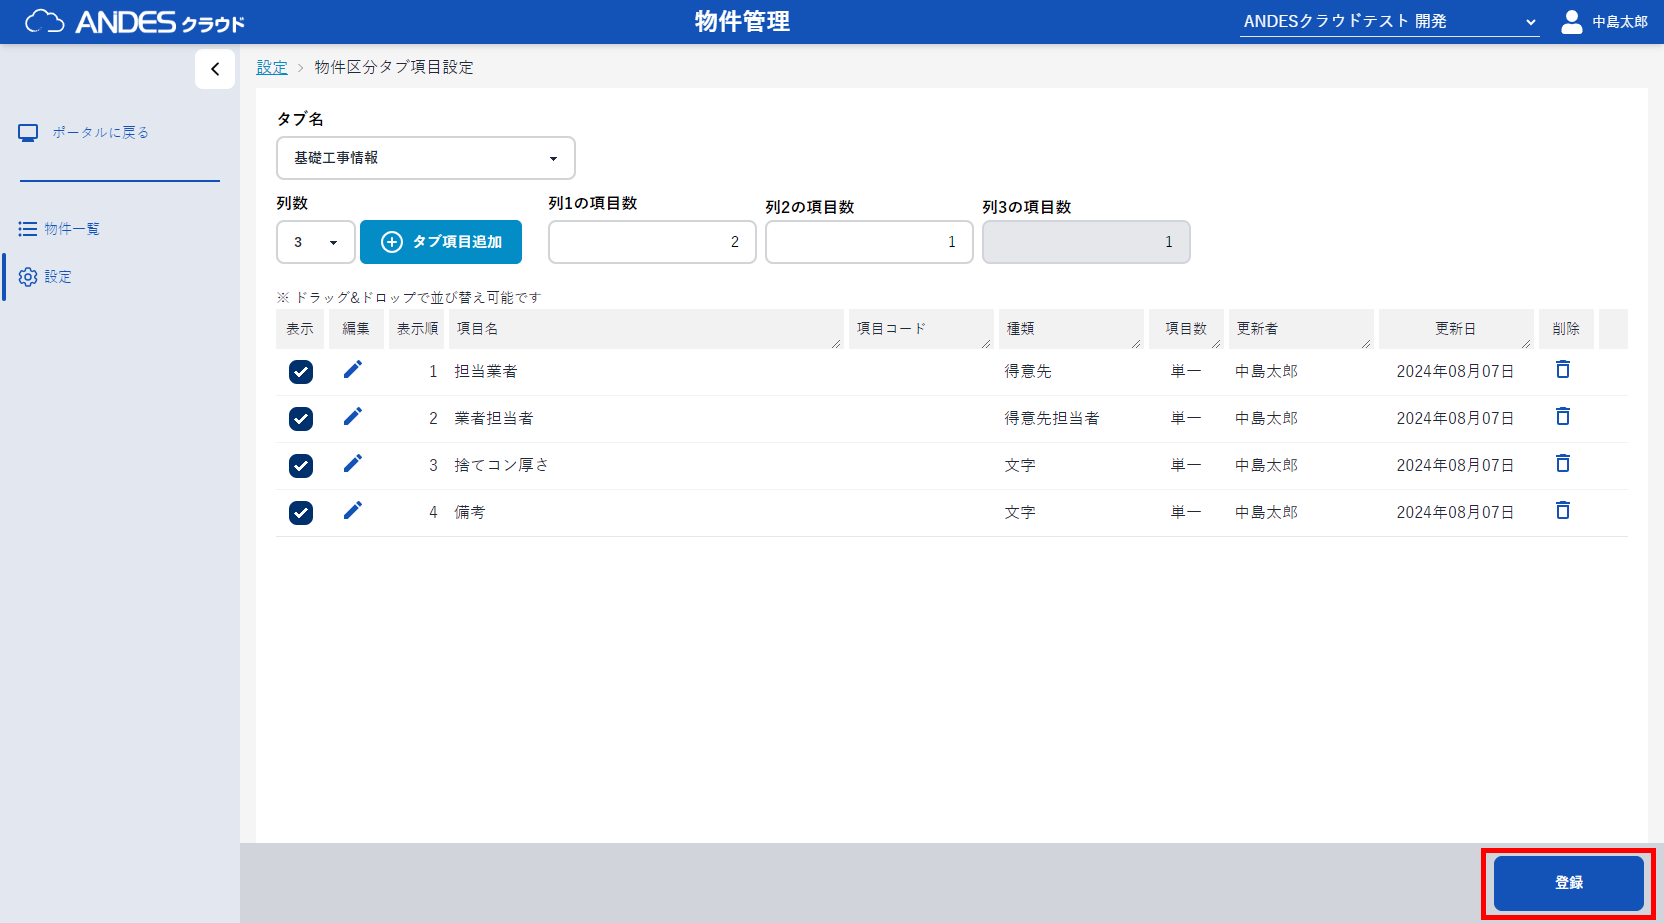 ANDES クラウド
物件管理
ANDESクラウドテスト 開発
中島太郎
設定 > 物件区分タブ項目設定
ポータルに戻る
物件一覧
設定
タブ名
基礎工事情報
列数 列1の項目数 列2の項目数 列3の項目数
3 タブ項目追加 2 1 1
※ ドラッグ&ドロップで並び替え可能です
表示 編集 表示順 項目名 項目コード 種類 項目数 更新者 更新日 削除
1 担当業者 得意先 単一 中島太郎 2024年08月07日
2 業者担当者 得意先担当者 単一 中島太郎 2024年08月07日
3 捨てコン厚さ 文字 単一 中島太郎 2024年08月07日
4 備考 文字 単一 中島太郎 2024年08月07日
登録